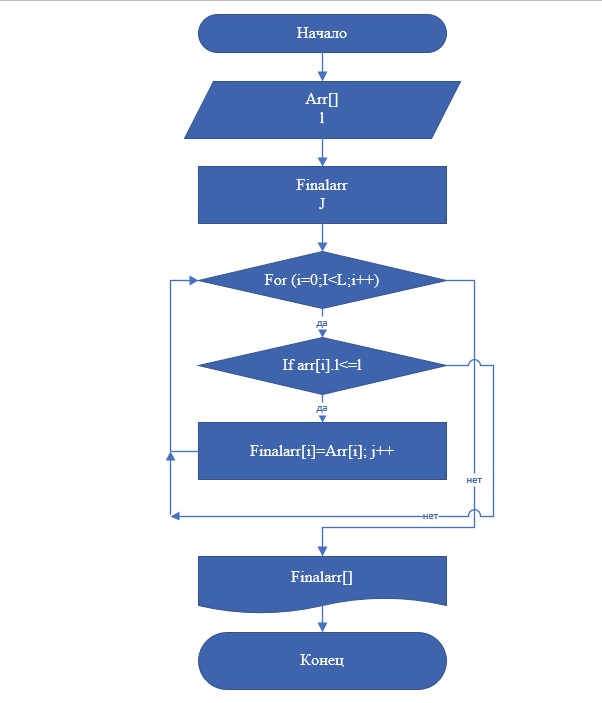 Начало
Arr[]
l
Finalarr
J
For (i=0;I<L;i++)
да
If arr[i].l<=l
да
Finalarr[i]=Arr[i]; j++
нет
нет
Finalarr[]
Конец